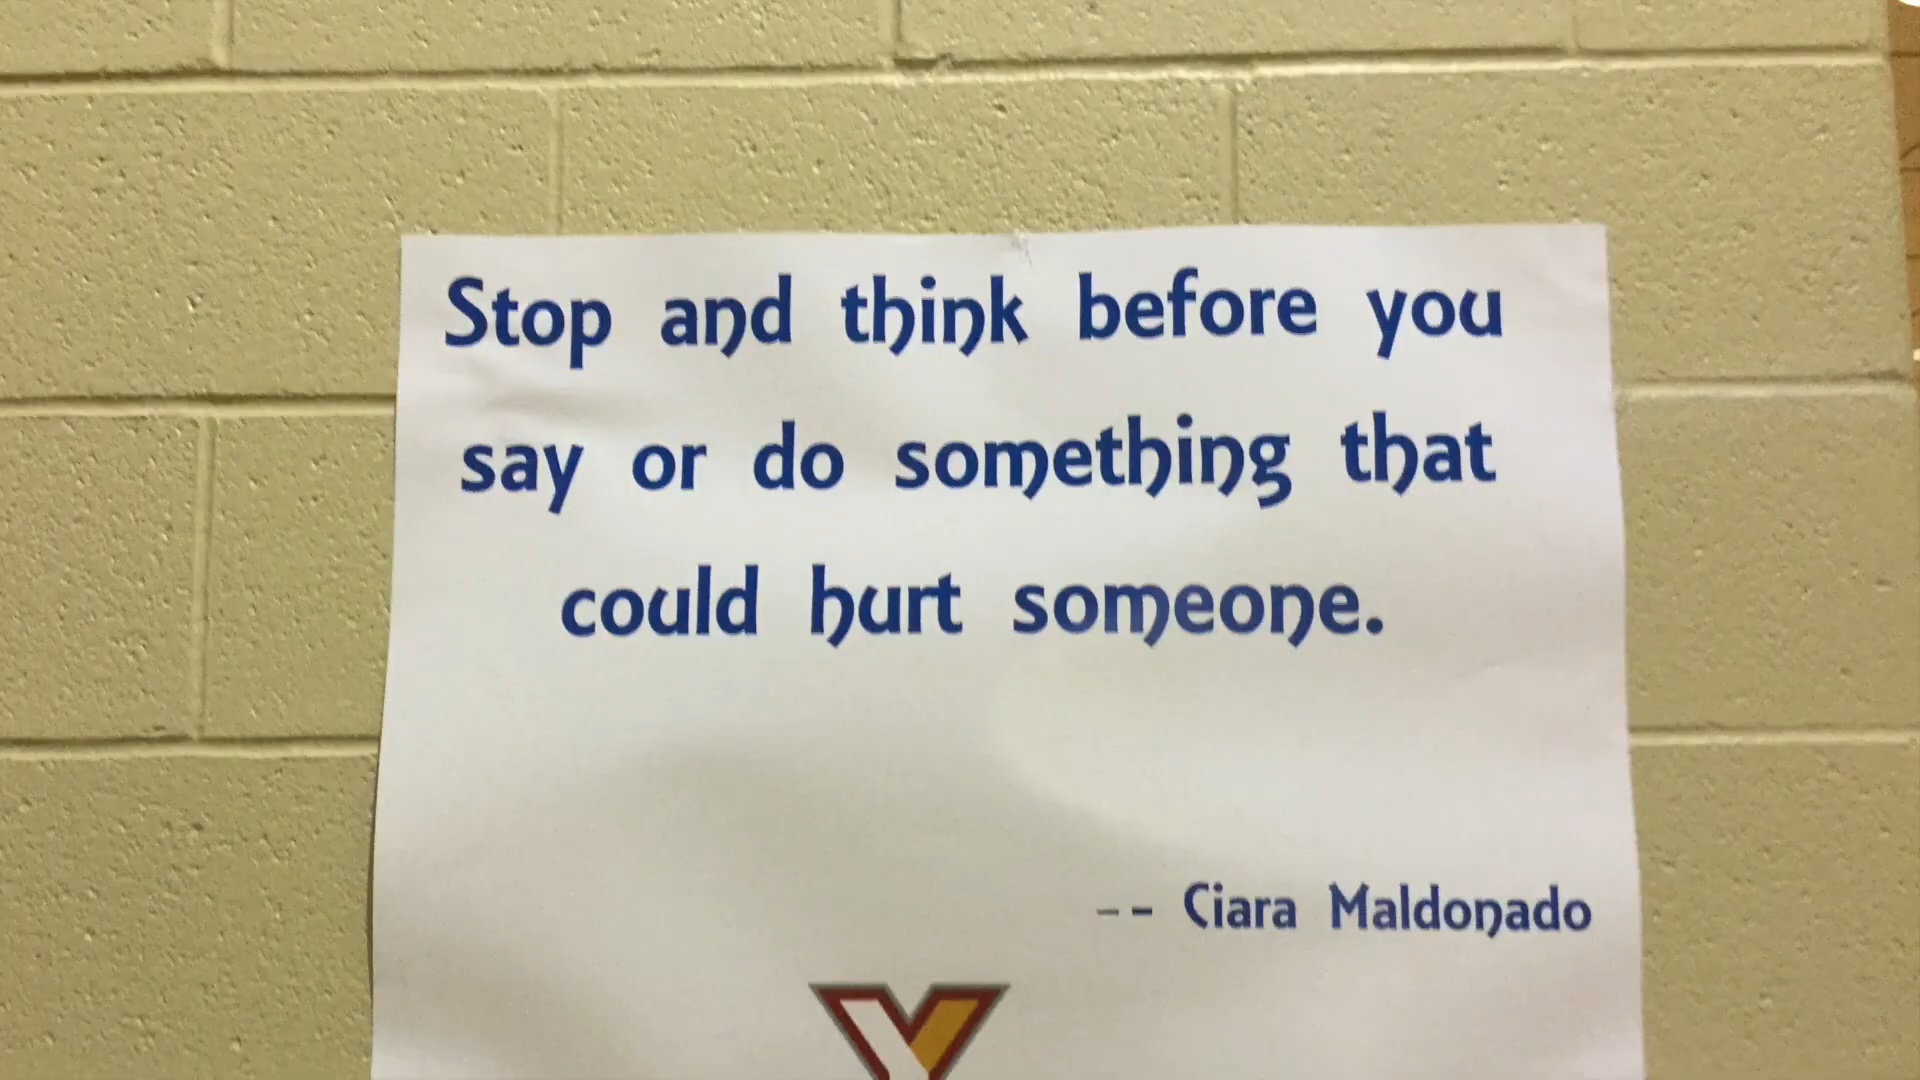 Stop and think before you
say or do something that
could hurt someone.
-- Ciara Maldonado
Y